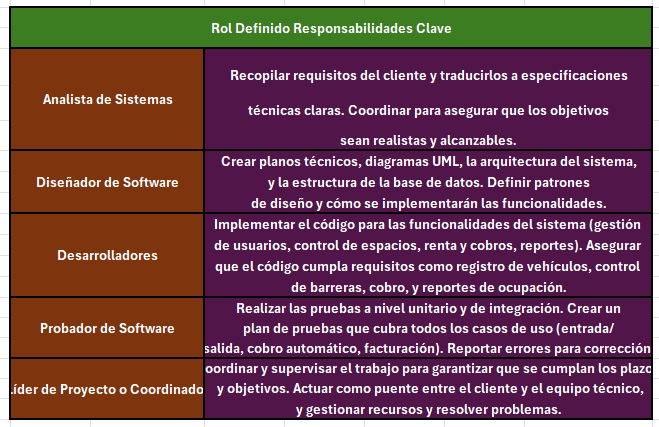 Rol Definido Responsabilidades Clave
Analista de Sistemas
Recopilar requisitos del cliente y traducirlos a especificaciones
técnicas claras. Coordinar para asegurar que los objetivos
sean realistas y alcanzables.
Diseñador de Software
Crear planos técnicos, diagramas UML, la arquitectura del sistema,
y la estructura de la base de datos. Definir patrones
de diseño y cómo se implementarán las funcionalidades.
Desarrolladores
Implementar el código para las funcionalidades del sistema (gestión
de usuarios, control de espacios, renta y cobros, reportes). Asegurar
que el código cumpla requisitos como registro de vehículos, control
de barreras, cobro, y reportes de ocupación.
Probador de Software
Realizar las pruebas a nivel unitario y de integración. Crear un
plan de pruebas que cubra todos los casos de uso (entrada/
salida, cobro automático, facturación). Reportar errores para corrección
íder de Proyecto o Coordinado
oordinar y supervisar el trabajo para garantizar que se cumplan los plazo
y objetivos. Actuar como puente entre el cliente y el equipo técnico,
y gestionar recursos y resolver problemas.